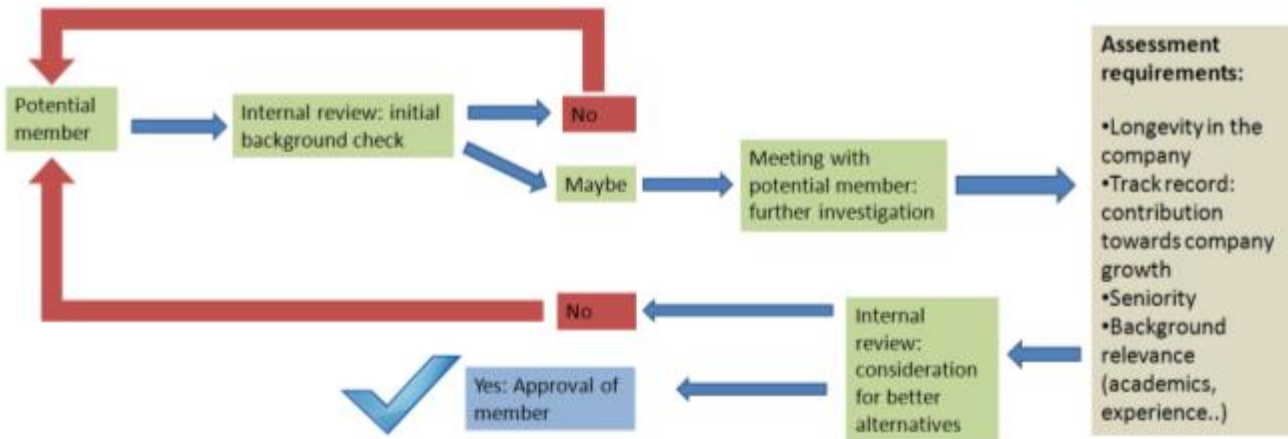 Potential
member
Internal review: initial
background check
No
Maybe
Meeting with
potential member:
further investigation
Assessment
requirements:
•Longevity in the
company
•Track record:
contribution
towards company
growth
•Seniority
•Background
relevance
(academics,
experience..)
Internal
review:
consideration
for better
alternatives
No
Yes: Approval of
member